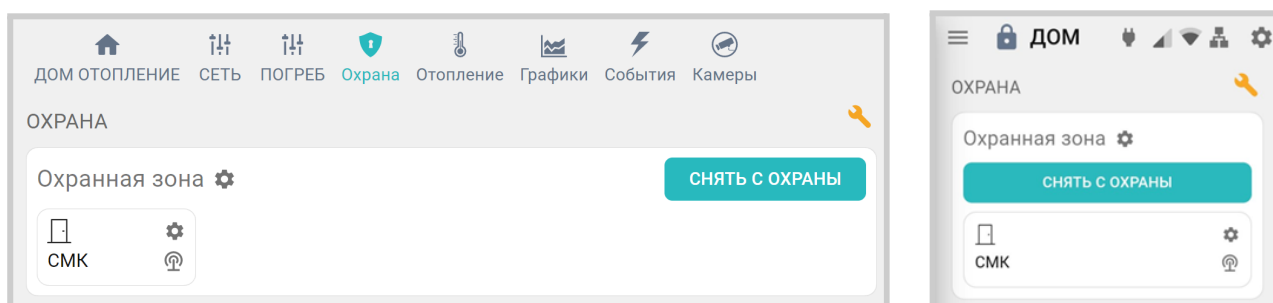 ДОМ ОТОПЛЕНИЕ СЕТЬ ПОГРЕБ Охрана Отопление Графики События Камеры
ОХРАНА
Охранная зона СНЯТЬ С ОХРАНЫ
СМК
ДОМ
ОХРАНА
Охранная зона
СНЯТЬ С ОХРАНЫ
СМК